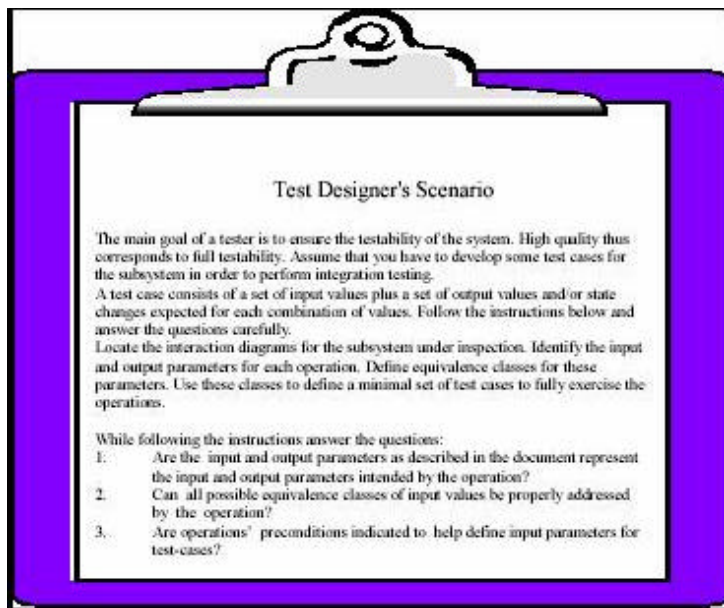 Test Designer's Scenario
The main goal of a tester is to ensure the testability of the system. High quality thus
corresponds to full testability. Assume that you have to develop some test cases for
the subsystem in order to perform integration testing.
A test case consists of a set of input values plus a set of output values and/or state
changes expected for each combination of values. Follow the instructions below and
answer the questions carefully.
Locate the interaction diagrams for the subsystem under inspection. Identify the input
and output parameters for each operation. Define equivalence classes for these
parameters. Use these classes to define a minimal set of test cases to fully exercise the
operations.
While following the instructions answer the questions:
1. Are the input and output parameters as described in the document represent
the input and output parameters intended by the operation?
2. Can all possible equivalence classes of input values be properly addressed
by the operation?
3. Are operations' preconditions indicated to help define input parameters for
test-cases?